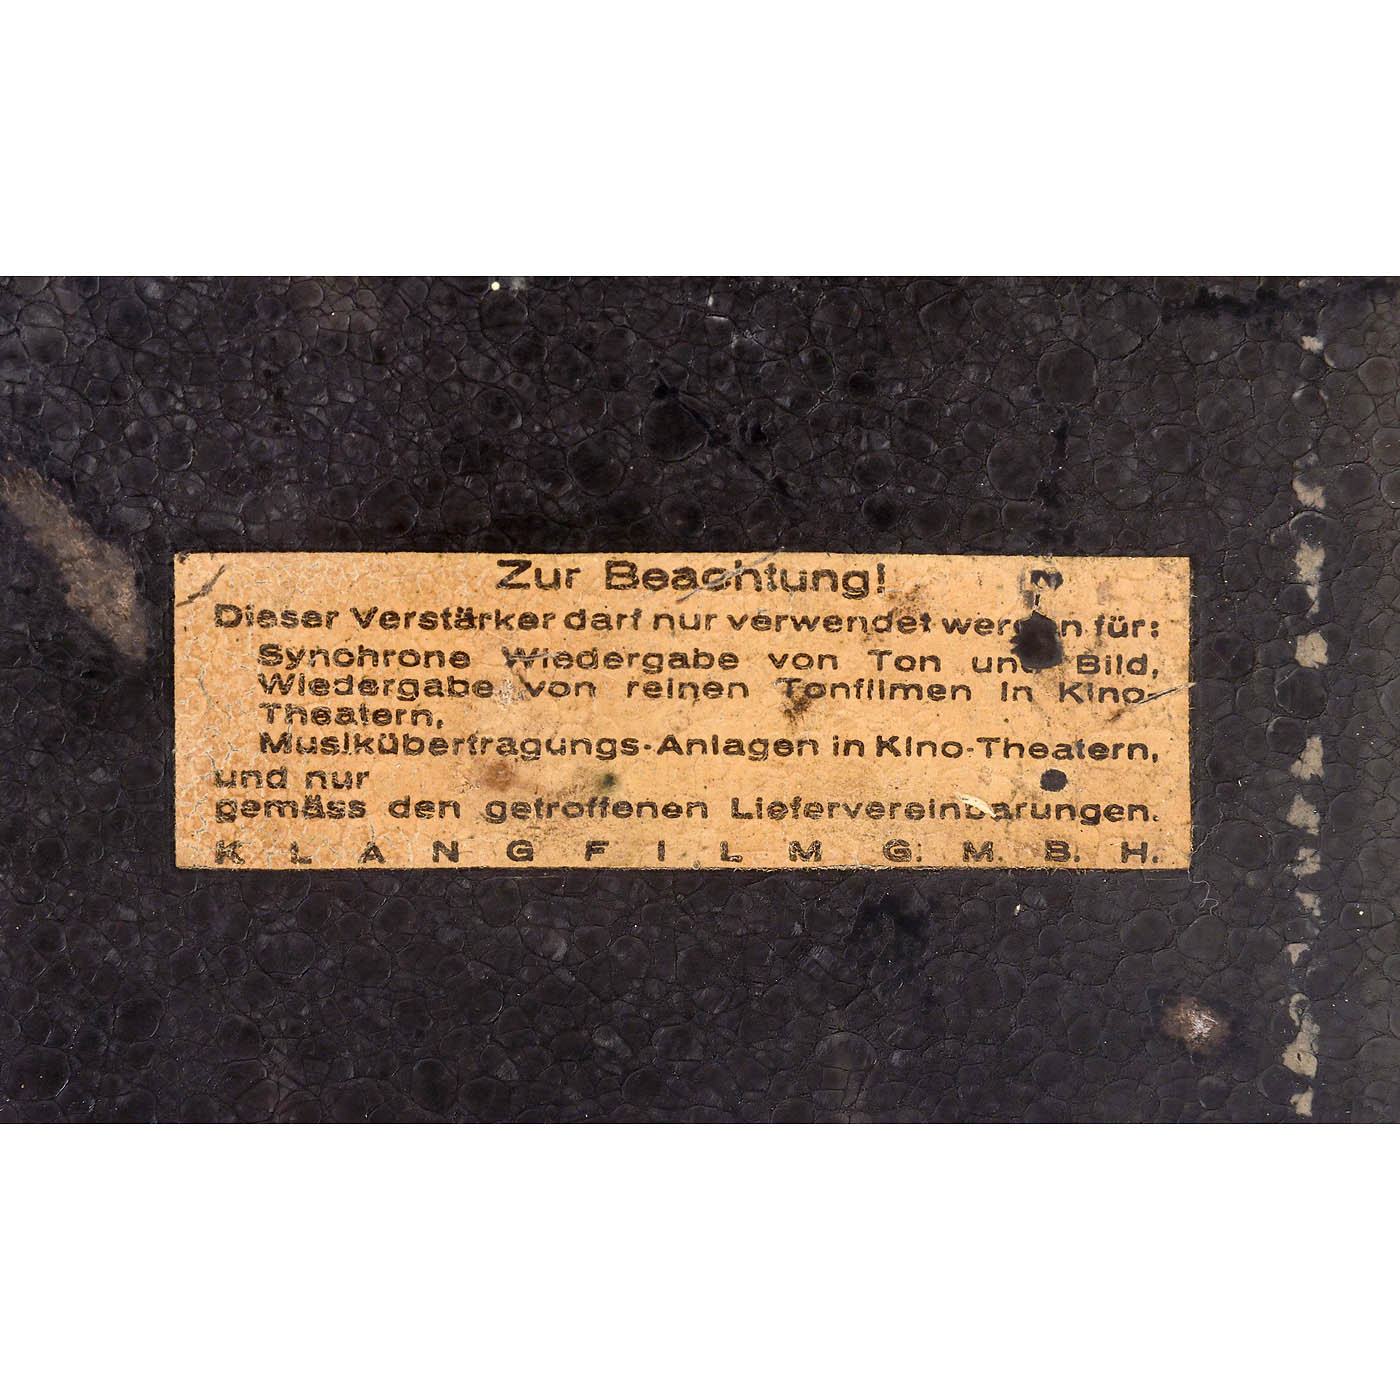 Zur Beachtung!
Dieser Verstärker darf nur verwendet werden für:
Synchrone Wiedergabe von Ton und Bild,
Wiedergabe von reinen Tonfilmen in Kino-
Theatern,
Musikübertragungs-Anlagen in Kino-Theatern,
und nur
gemäss den getroffenen Liefervereinbarungen.
KLANGFILM G.M.B.H.